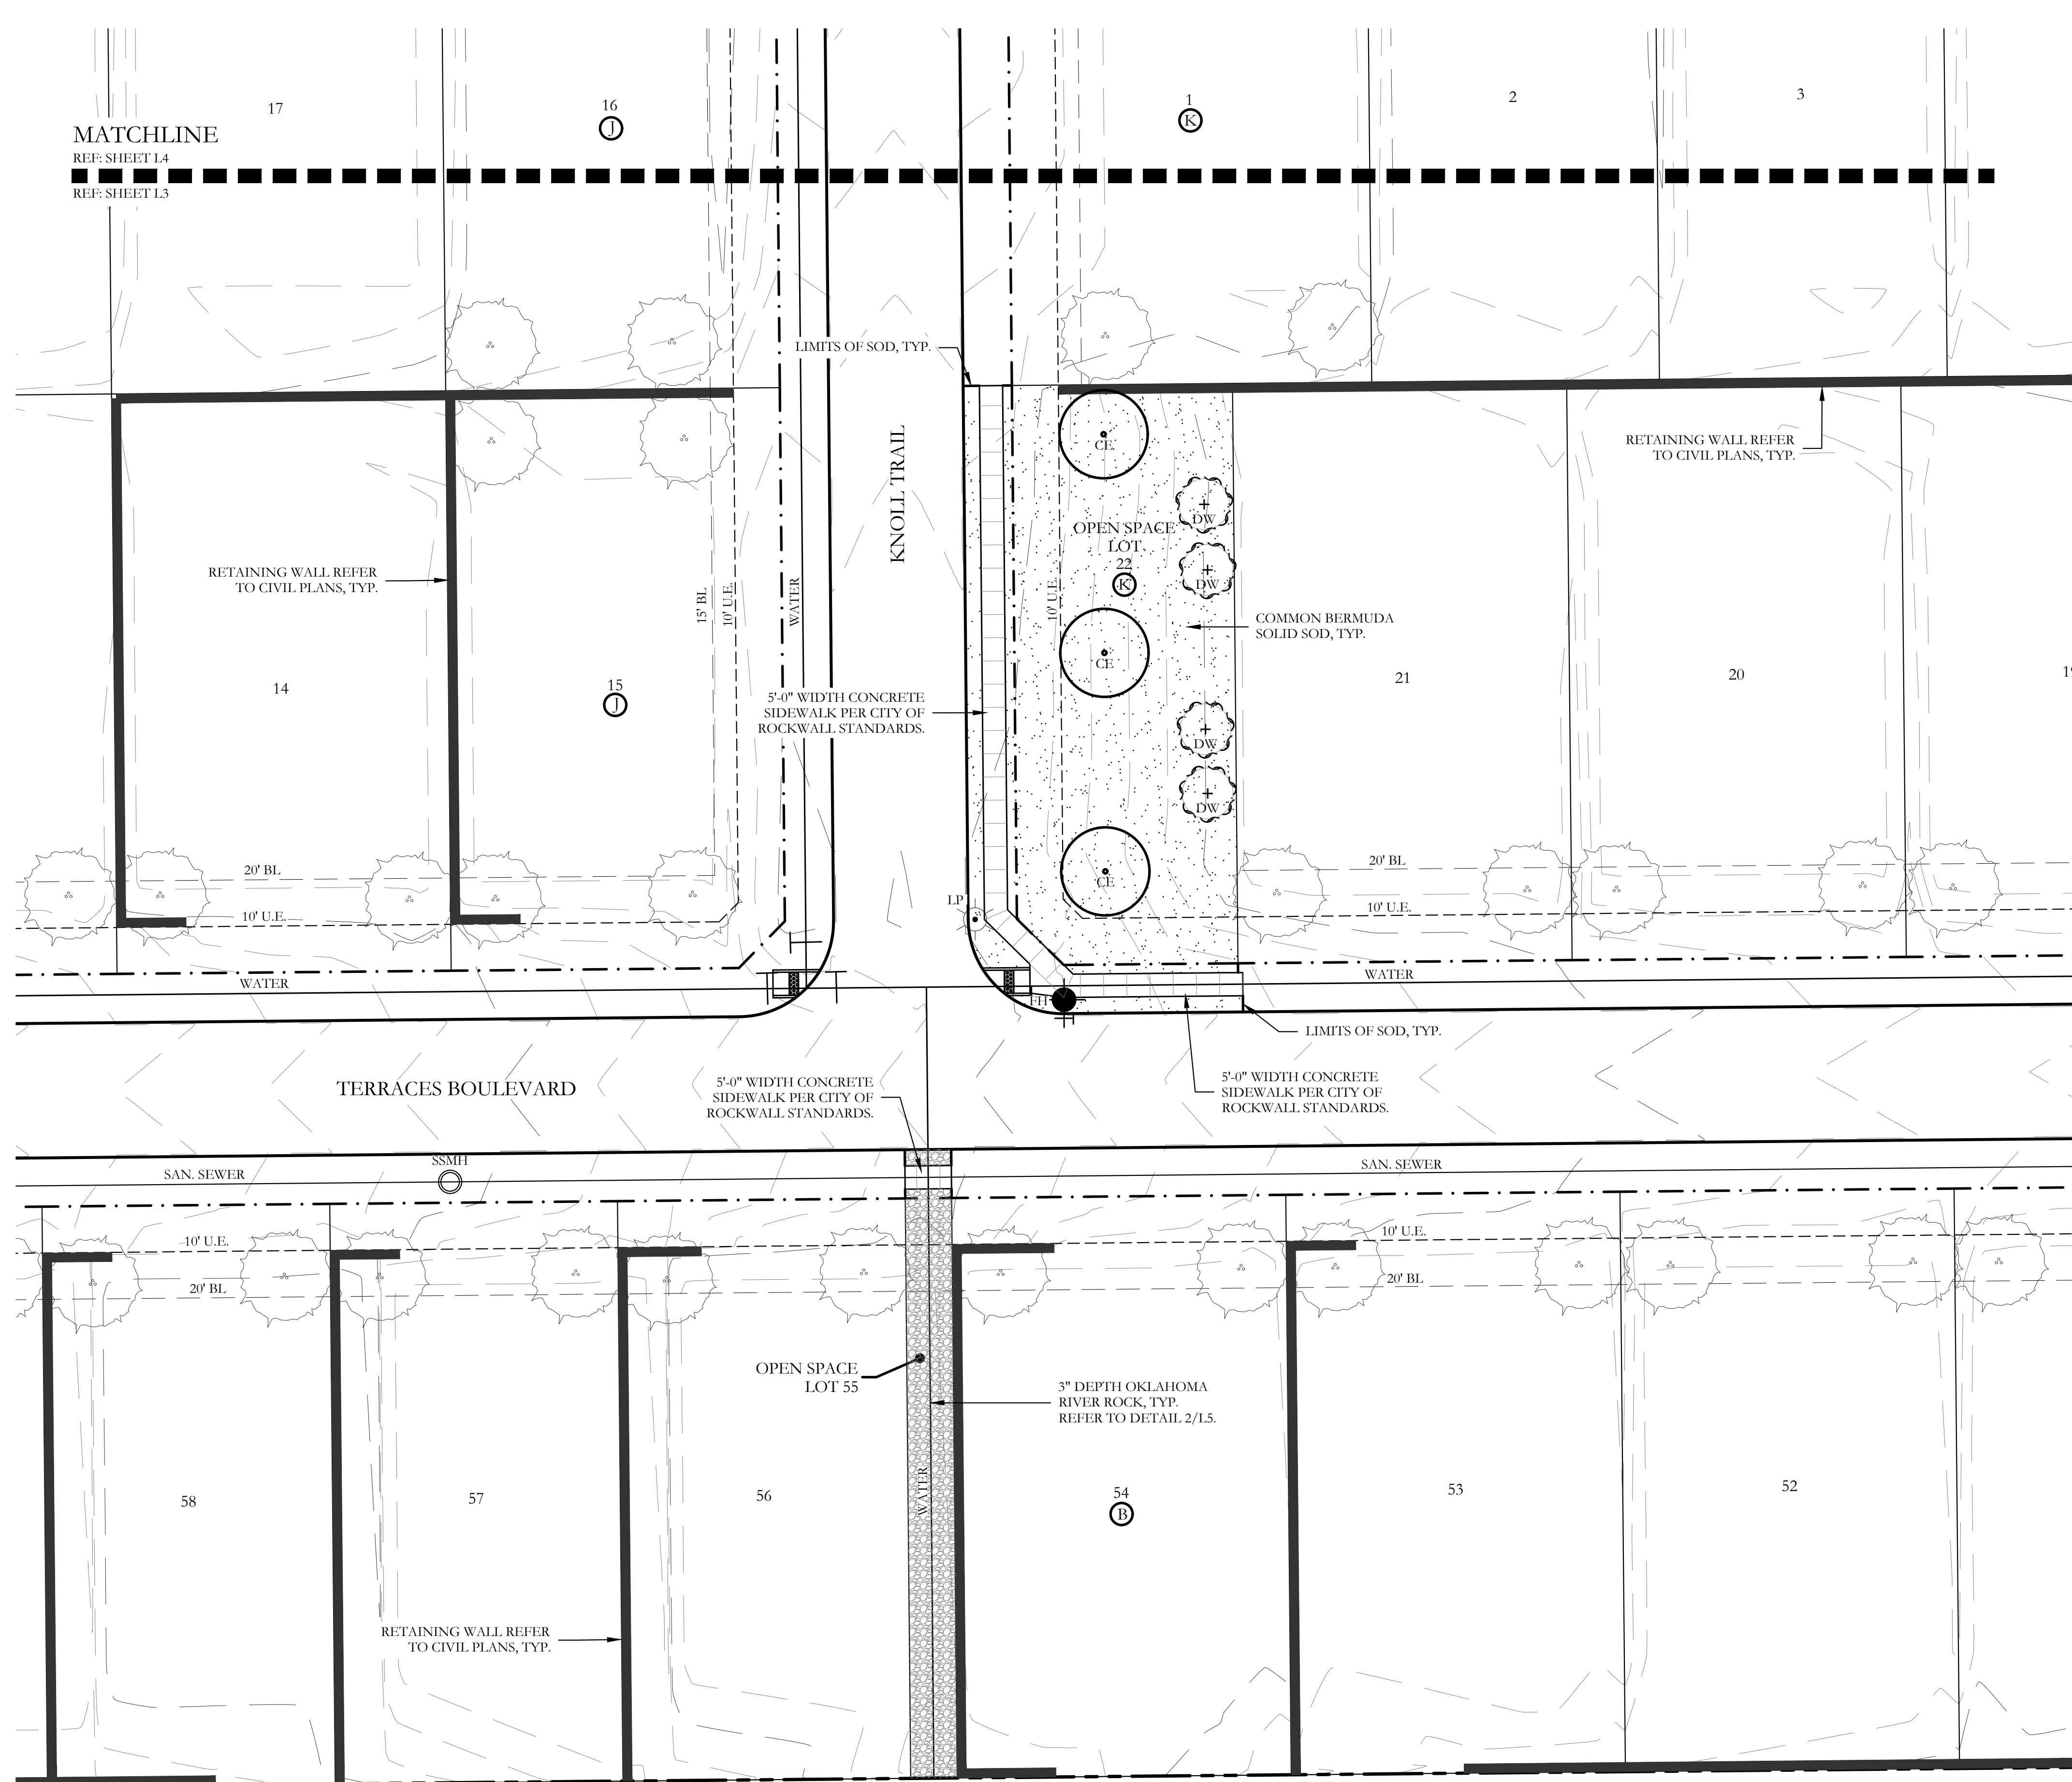 17
16
J
1
K
2
3
MATCHLINE
REF: SHEET L4
REF: SHEET L3
LIMITS OF SOD, TYP.
RETAINING WALL REFER
TO CIVIL PLANS, TYP.
KNOLL TRAIL
CE
DW
OPEN SPACE
LOT
22
K
DW
RETAINING WALL REFER
TO CIVIL PLANS, TYP.
15' BL
10' U.E.
WATER
10' U.E.
COMMON BERMUDA
SOLID SOD, TYP.
CE
14
15
J
21
20
5'-0" WIDTH CONCRETE
SIDEWALK PER CITY OF
ROCKWALL STANDARDS.
DW
DW
20' BL
20' BL
CE
LP
10' U.E.
10' U.E.
WATER
WATER
FH
LIMITS OF SOD, TYP.
TERRACES BOULEVARD
5'-0" WIDTH CONCRETE
SIDEWALK PER CITY OF
ROCKWALL STANDARDS.
5'-0" WIDTH CONCRETE
SIDEWALK PER CITY OF
ROCKWALL STANDARDS.
SSMH
SAN. SEWER
SAN. SEWER
10' U.E.
10' U.E.
20' BL
20' BL
OPEN SPACE
LOT 55
3" DEPTH OKLAHOMA
RIVER ROCK, TYP.
REFER TO DETAIL 2/L5.
WATER
58
57
56
54
B
53
52
RETAINING WALL REFER
TO CIVIL PLANS, TYP.